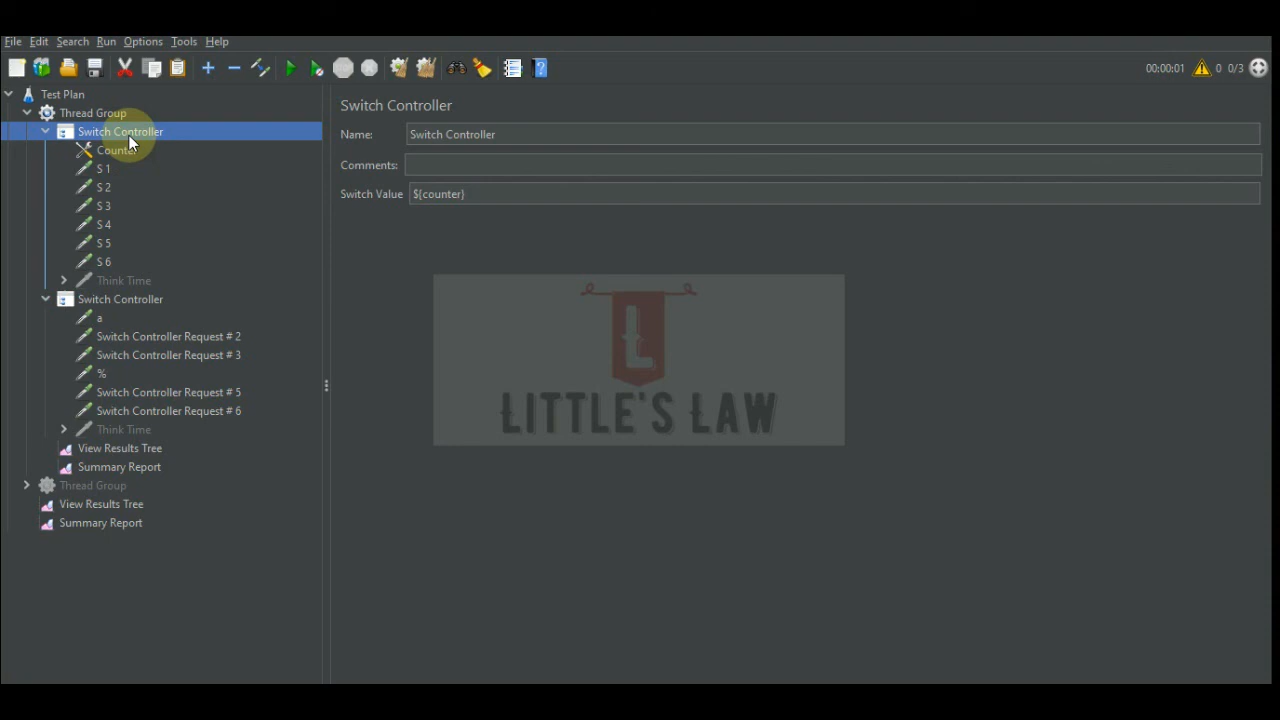 File Edit Search Run Options Tools Help
00:00:01 0 0/3
Test Plan
Thread Group
Switch Controller
Counter
S 1
S 2
S 3
S 4
S 5
S 6
Think Time
Switch Controller
a
Switch Controller Request # 2
Switch Controller Request # 3
%
Switch Controller Request # 5
Switch Controller Request # 6
Think Time
View Results Tree
Summary Report
Thread Group
View Results Tree
Summary Report
Switch Controller
Name: Switch Controller
Comments:
Switch Value ${counter}
L
LITTLE'S LAW